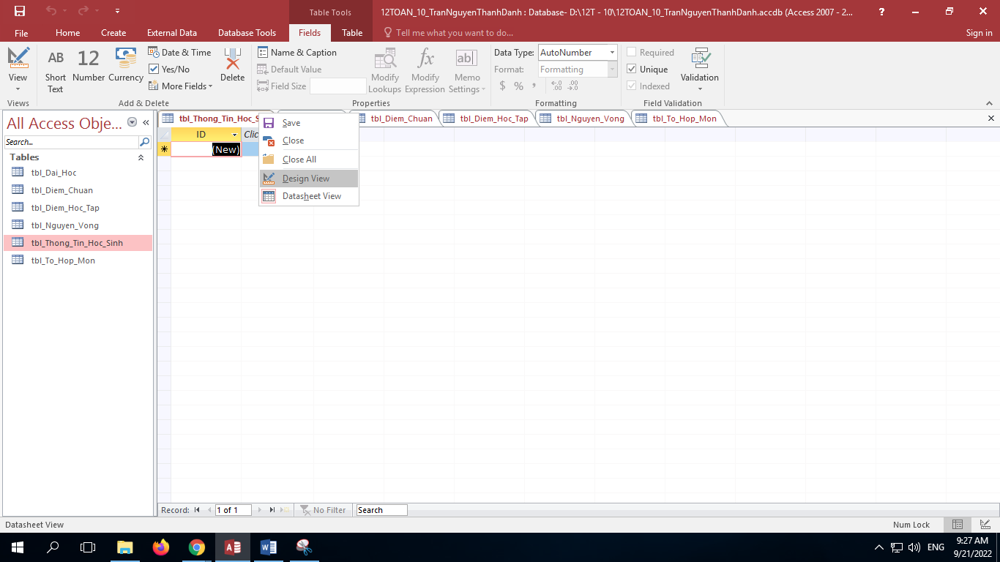 Table Tools
12TOAN_10_TranNguyenThanhDanh : Database- D:\12T - 10\12TOAN_10_TranNguyenThanhDanh.accdb (Access 2007 - 2...
?
File
Home
Create
External Data
Database Tools
Fields
Table
Tell me what you want to do...
Sign in
View
AB
Short
Text
12
Number
Currency
Date & Time
Yes/No
More Fields
Delete
Name & Caption
Default Value
Field Size
Modify
Lookups
fx
Modify
Expression
ab
Memo
Settings
Data Type:
AutoNumber
Format:
Formatting
$ % , .00 .00
Required
Unique
Indexed
Validation
Views
Add & Delete
Properties
Formatting
Field Validation
All Access Obje...
Search...
Tables
tbl_Dai_Hoc
tbl_Diem_Chuan
tbl_Diem_Hoc_Tap
tbl_Nguyen_Vong
tbl_Thong_Tin_Hoc_Sinh
tbl_To_Hop_Mon
tbl_Thong_Tin_Hoc_S
tbl_Diem_Chuan
tbl_Diem_Hoc_Tap
tbl_Nguyen_Vong
tbl_To_Hop_Mon
ID
Clic
(New)
Save
Close
Close All
Design View
Datasheet View
Record:
1 of 1
No Filter
Search
Datasheet View
Num Lock
ENG
9:27 AM
9/21/2022